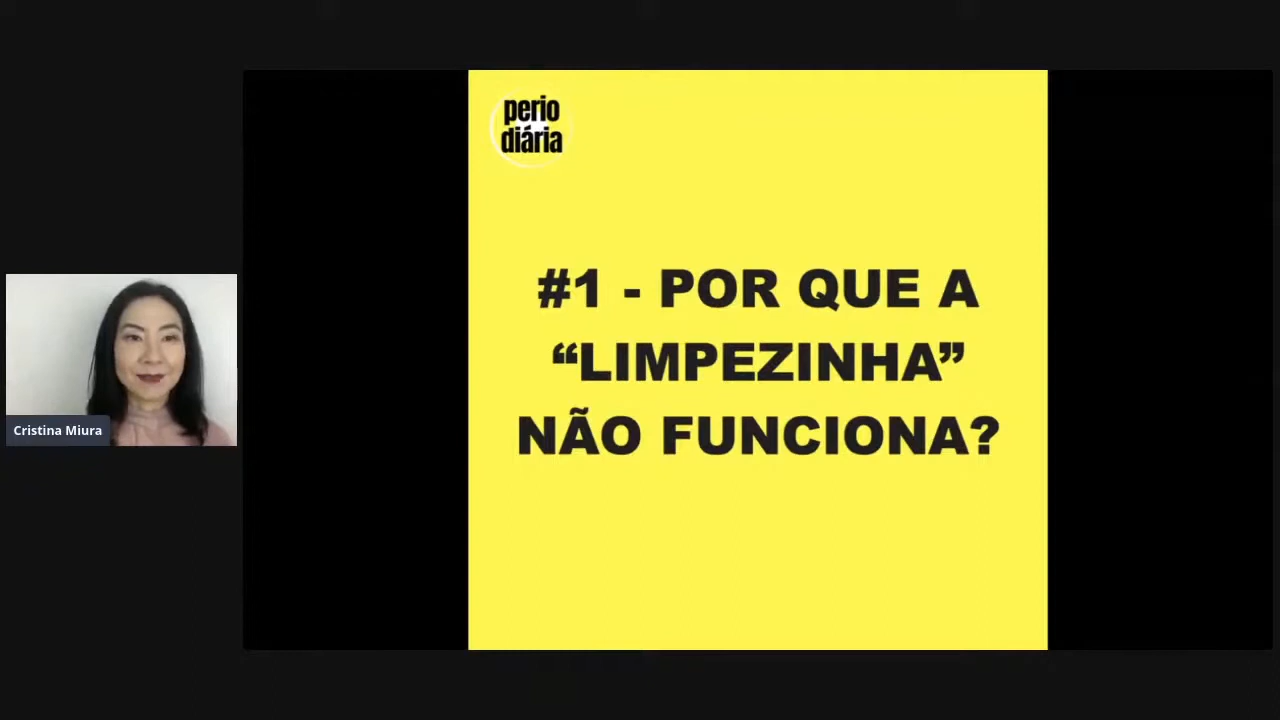 perio
diária
#1 - POR QUE A
“LIMPEZINHA”
NÃO FUNCIONA?
Cristina Miura